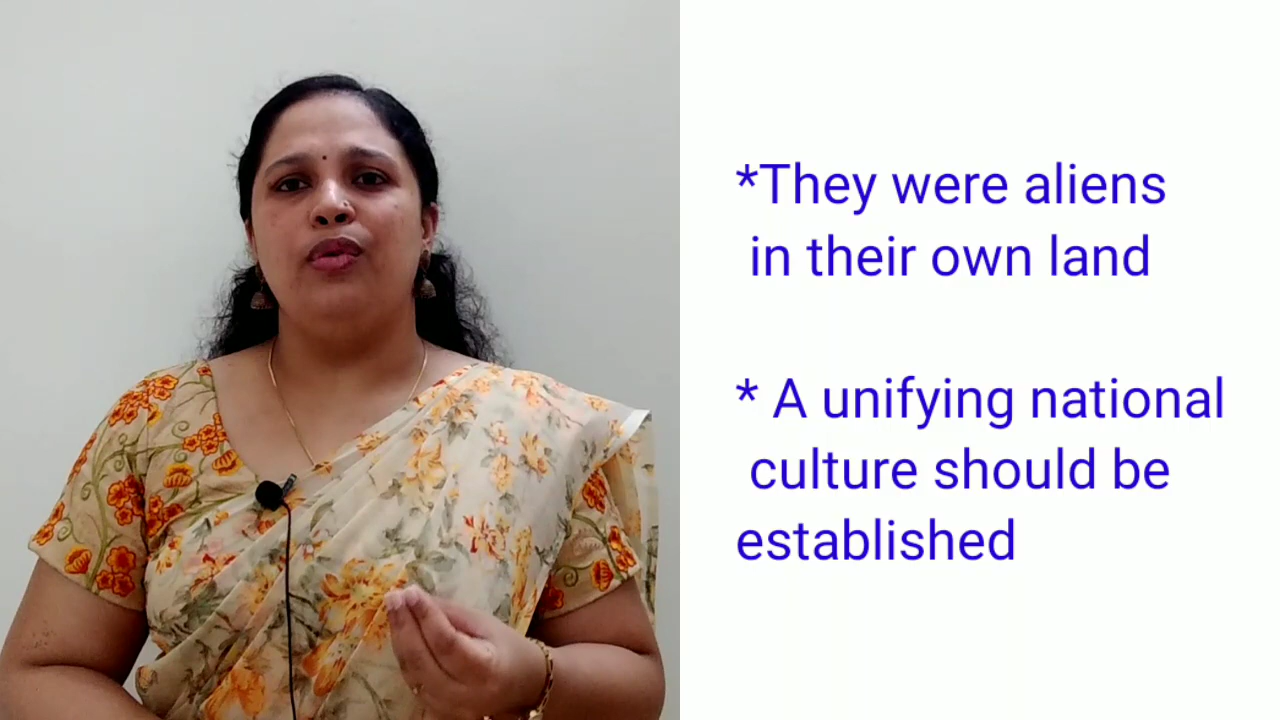 *They were aliens
in their own land
* A unifying national
culture should be
established